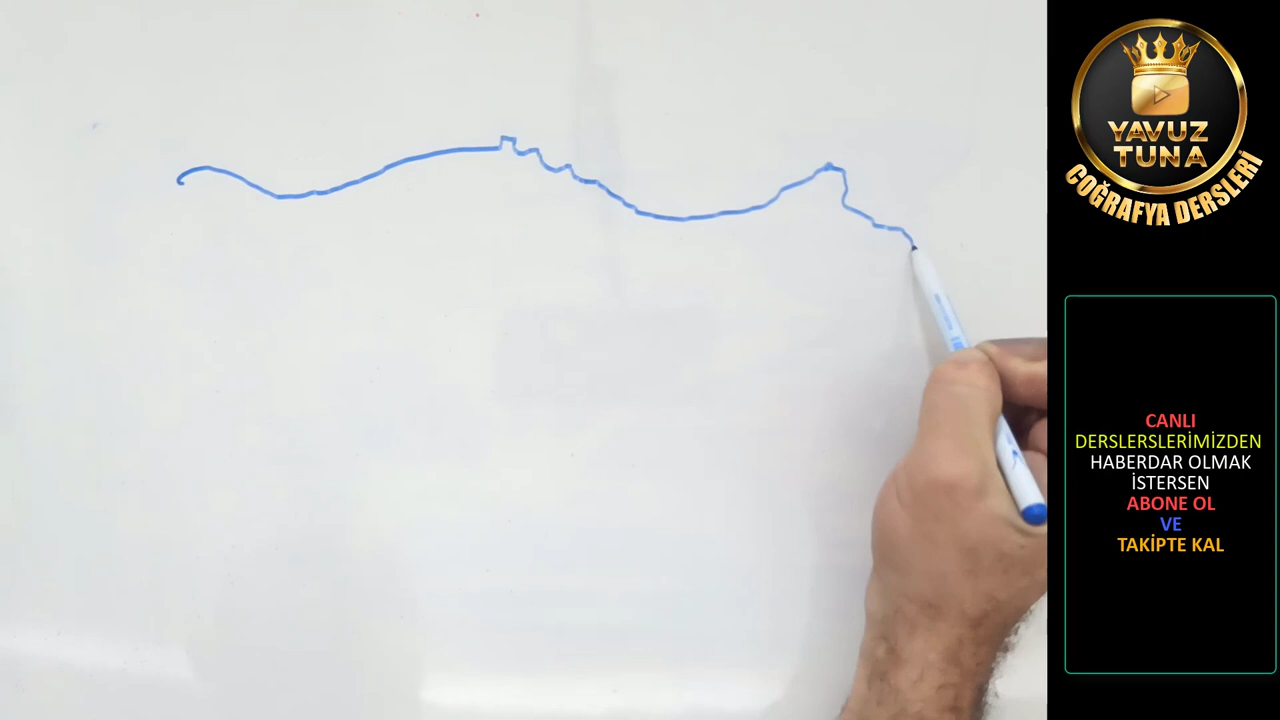 YAVUZ
TUNA
COĞRAFYA DERSLERİ
CANLI
DERSLERSLERİMİZDEN
HABERDAR OLMAK
İSTERSEN
ABONE OL
VE
TAKİPTE KAL